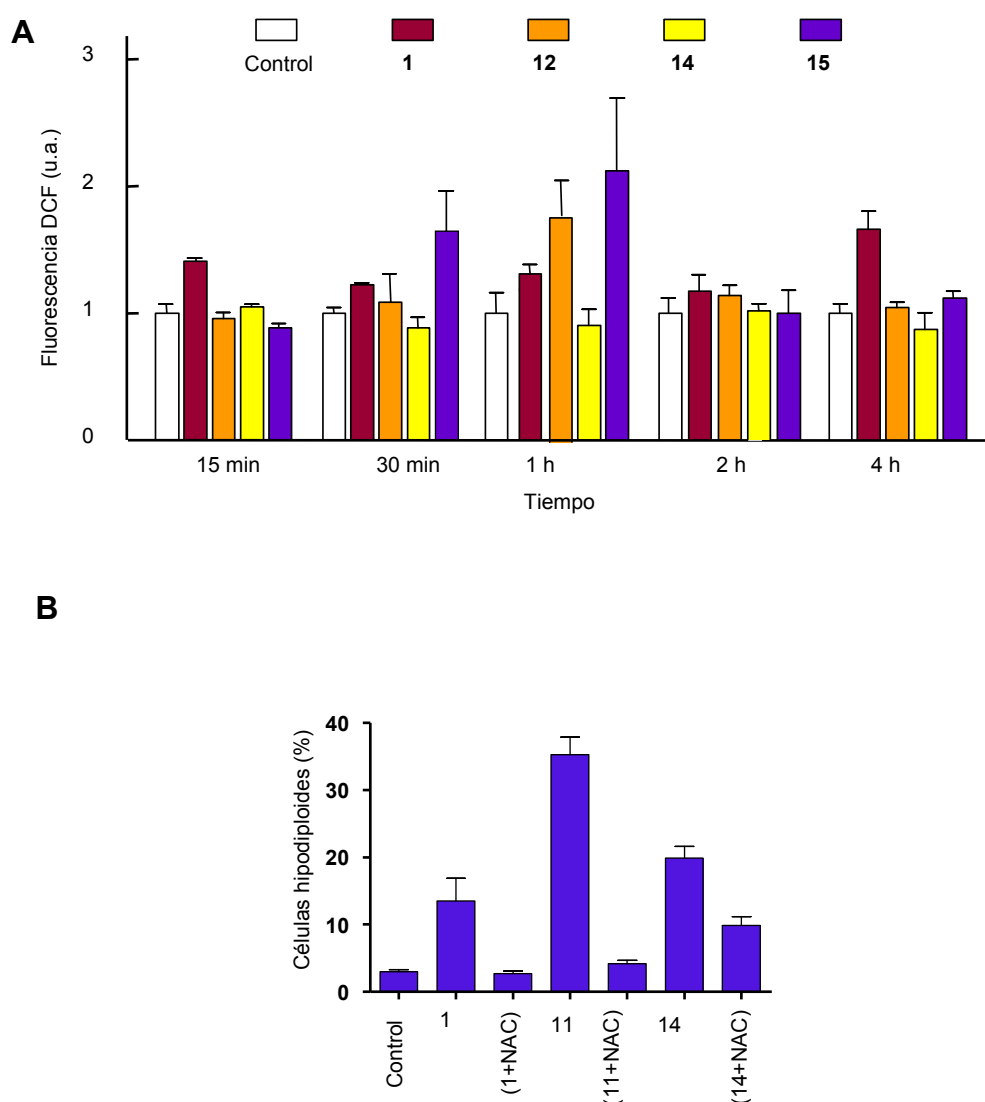 A
Control 1 12 14 15
Fluorescencia DCF (u.a.)
3
2
1
0
15 min 30 min 1 h 2 h 4 h
Tiempo
B
Células hipodiploides (%)
40
30
20
10
0
Control 1 (1+NAC) 11 (11+NAC) 14 (14+NAC)